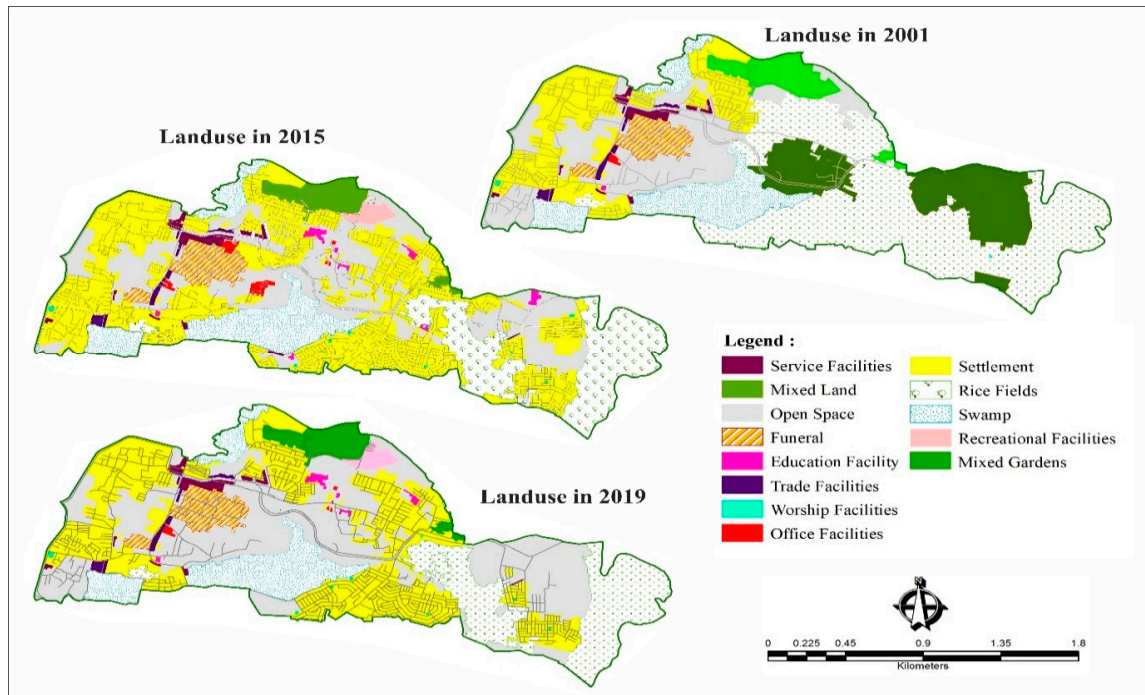 Landuse in 2001
Landuse in 2015
Landuse in 2019
Legend :
Service Facilities
Mixed Land
Open Space
Funeral
Education Facility
Trade Facilities
Worship Facilities
Office Facilities
Settlement
Rice Fields
Swamp
Recreational Facilities
Mixed Gardens
N
0 0.225 0.45 0.9 1.35 1.8
Kilometers